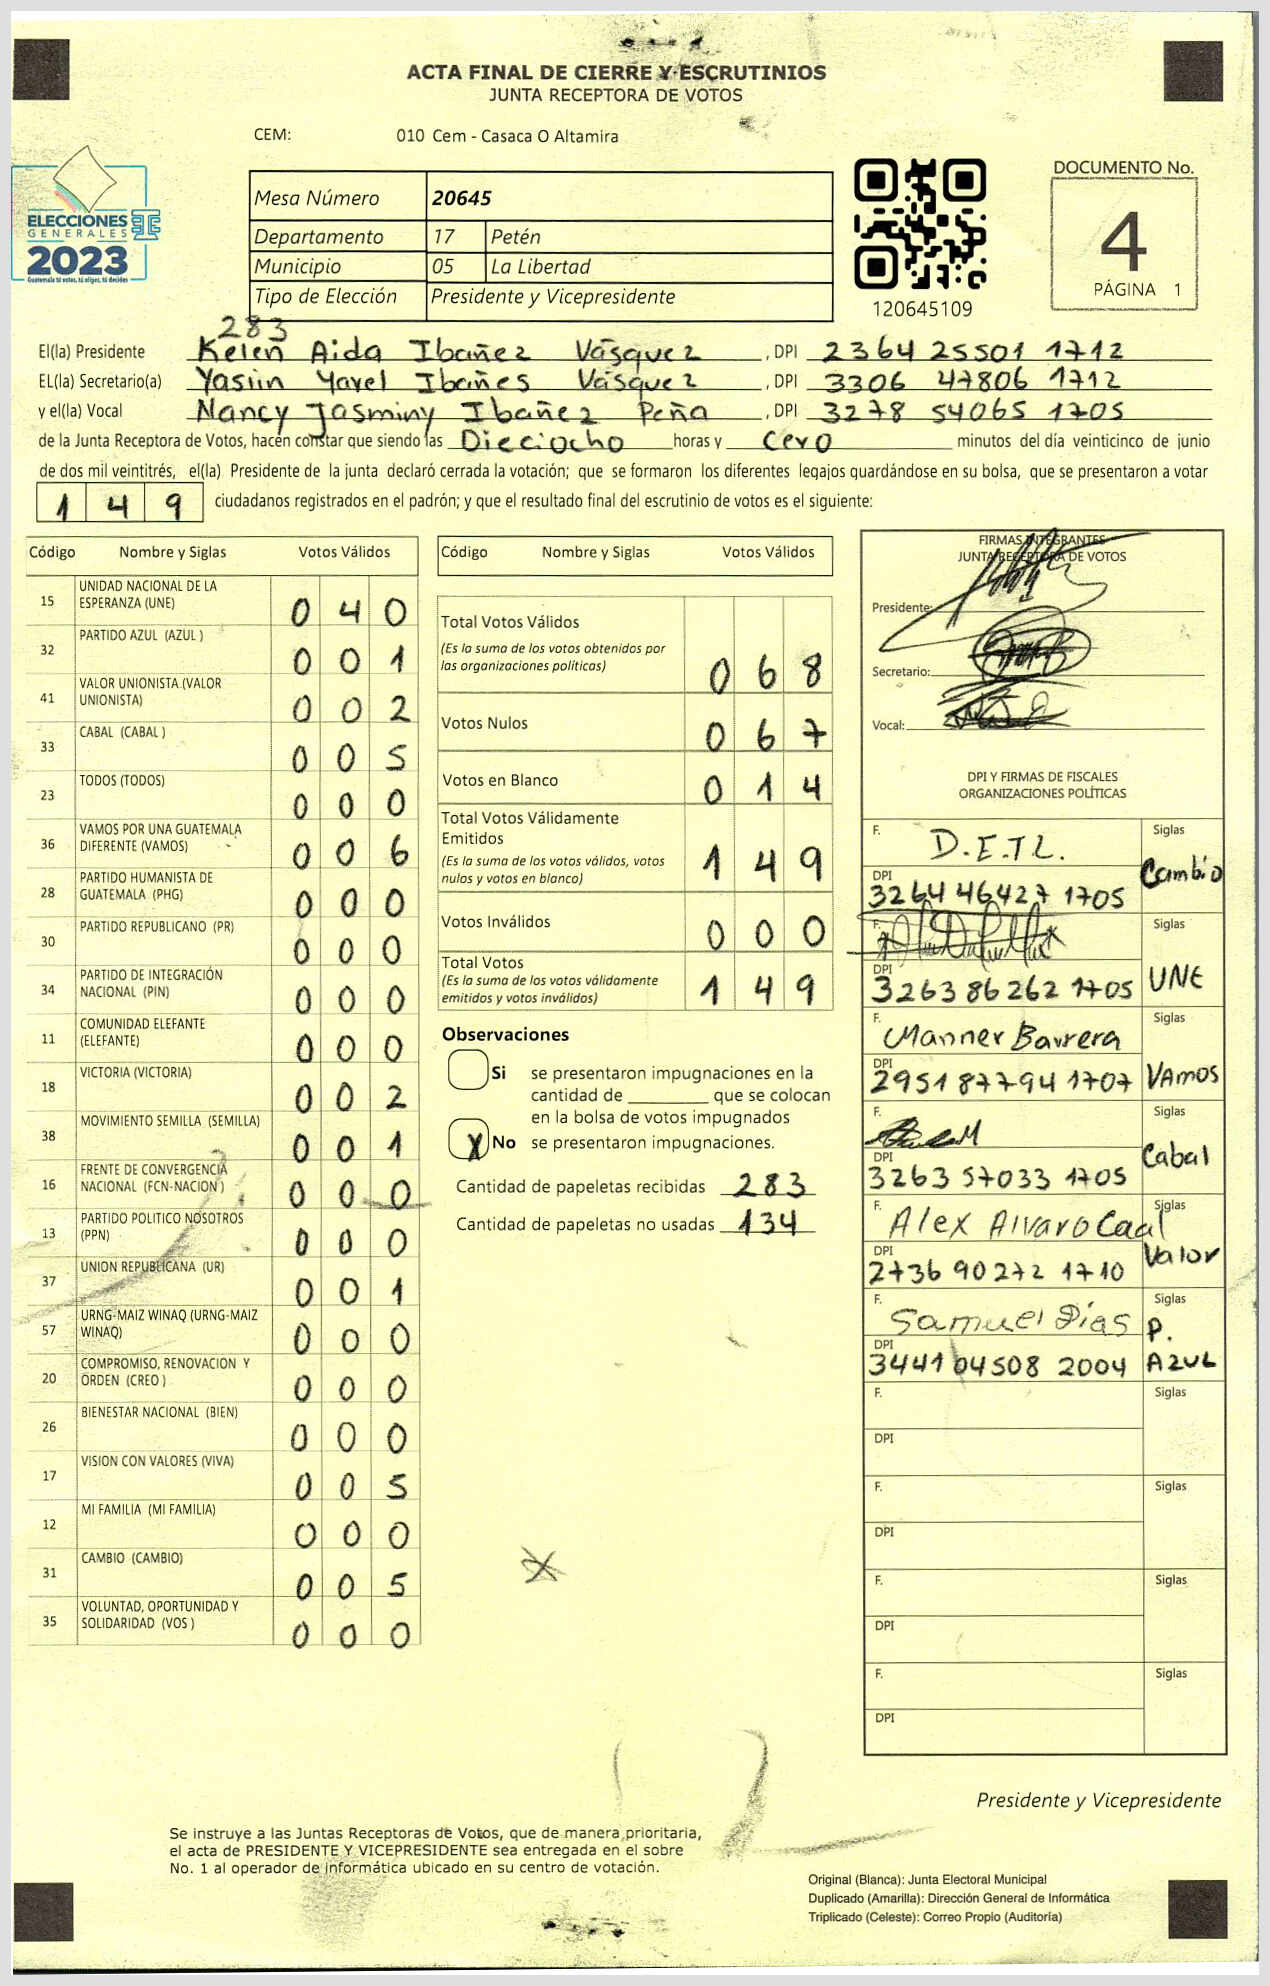 ACTA FINAL DE CIERRE Y ESCRUTINIOS
JUNTA RECEPTORA DE VOTOS
CEM: 010 Cem - Casaca O Altamira
ELECCIONES
GENERALES
2023
Guatemala tú votas, tú eliges, tú decides
Mesa Número 20645
Departamento 17 Petén
Municipio 05 La Libertad
Tipo de Elección Presidente y Vicepresidente
120645109
DOCUMENTO No.
4
PÁGINA 1
283
El(la) Presidente Kelen Aida Ibañez Vásquez , DPI 2364 25501 1712
EL(la) Secretario(a) Yasiin Yavel Ibañes Vásquez , DPI 3306 47806 1712
y el(la) Vocal Nancy Jasminy Ibañez Peña , DPI 3278 54065 1705
de la Junta Receptora de Votos, hacen constar que siendo las Dieciocho horas y Cero minutos del día veinticinco de junio
de dos mil veintitrés, el(la) Presidente de la junta declaró cerrada la votación; que se formaron los diferentes legajos quardándose en su bolsa, que se presentaron a votar
1 4 9 ciudadanos registrados en el padrón; y que el resultado final del escrutinio de votos es el siguiente:
Código Nombre y Siglas Votos Válidos
15 UNIDAD NACIONAL DE LA
ESPERANZA (UNE) 0 4 0
32 PARTIDO AZUL (AZUL ) 0 0 1
41 VALOR UNIONISTA (VALOR
UNIONISTA) 0 0 2
33 CABAL (CABAL ) 0 0 5
23 TODOS (TODOS) 0 0 0
36 VAMOS POR UNA GUATEMALA
DIFERENTE (VAMOS) 0 0 6
28 PARTIDO HUMANISTA DE
GUATEMALA (PHG) 0 0 0
30 PARTIDO REPUBLICANO (PR) 0 0 0
34 PARTIDO DE INTEGRACIÓN
NACIONAL (PIN) 0 0 0
11 COMUNIDAD ELEFANTE
(ELEFANTE) 0 0 0
18 VICTORIA (VICTORIA) 0 0 2
38 MOVIMIENTO SEMILLA (SEMILLA) 0 0 1
16 FRENTE DE CONVERGENCIA
NACIONAL (FCN-NACION ) 0 0 0
13 PARTIDO POLITICO NOSOTROS
(PPN) 0 0 0
37 UNION REPUBLICANA (UR) 0 0 1
57 URNG-MAIZ WINAQ (URNG-MAIZ
WINAQ) 0 0 0
20 COMPROMISO, RENOVACION Y
ORDEN (CREO ) 0 0 0
26 BIENESTAR NACIONAL (BIEN) 0 0 0
17 VISION CON VALORES (VIVA) 0 0 5
12 MI FAMILIA (MI FAMILIA) 0 0 0
31 CAMBIO (CAMBIO) 0 0 5
35 VOLUNTAD, OPORTUNIDAD Y
SOLIDARIDAD (VOS ) 0 0 0
Código Nombre y Siglas Votos Válidos
Total Votos Válidos
(Es la suma de los votos obtenidos por
las organizaciones políticas) 0 6 8
Votos Nulos 0 6 7
Votos en Blanco 0 1 4
Total Votos Válidamente
Emitidos
(Es la suma de los votos válidos, votos
nulos y votos en blanco) 1 4 9
Votos Inválidos 0 0 0
Total Votos
(Es la suma de los votos válidamente
emitidos y votos inválidos) 1 4 9
Observaciones
Si se presentaron impugnaciones en la
cantidad de ________ que se colocan
en la bolsa de votos impugnados
X No se presentaron impugnaciones.
Cantidad de papeletas recibidas 283
Cantidad de papeletas no usadas 134
FIRMAS INTEGRANTES
JUNTA RECEPTORA DE VOTOS
Presidente:
Secretario:
Vocal:
DPI Y FIRMAS DE FISCALES
ORGANIZACIONES POLÍTICAS
F. D.E.T.L. Siglas
DPI 3264 46427 1705 Cambio
F. Siglas
DPI 3263 86262 1705 UNE
F. Manner Barrera Siglas
DPI 2951 87794 1707 VAmos
F. Siglas
DPI 3263 57033 1705 Cabal
F. Alex Alvaro Caal Siglas
DPI 2736 90272 1710 Valor
F. Samuel Días Siglas P.
DPI 3441 04508 2004 AZUL
F. Siglas
DPI
F. Siglas
DPI
F. Siglas
DPI
F. Siglas
DPI
Presidente y Vicepresidente
Se instruye a las Juntas Receptoras de Votos, que de manera prioritaria,
el acta de PRESIDENTE Y VICEPRESIDENTE sea entregada en el sobre
No. 1 al operador de informática ubicado en su centro de votación.
Original (Blanca): Junta Electoral Municipal
Duplicado (Amarilla): Dirección General de Informática
Triplicado (Celeste): Correo Propio (Auditoría)